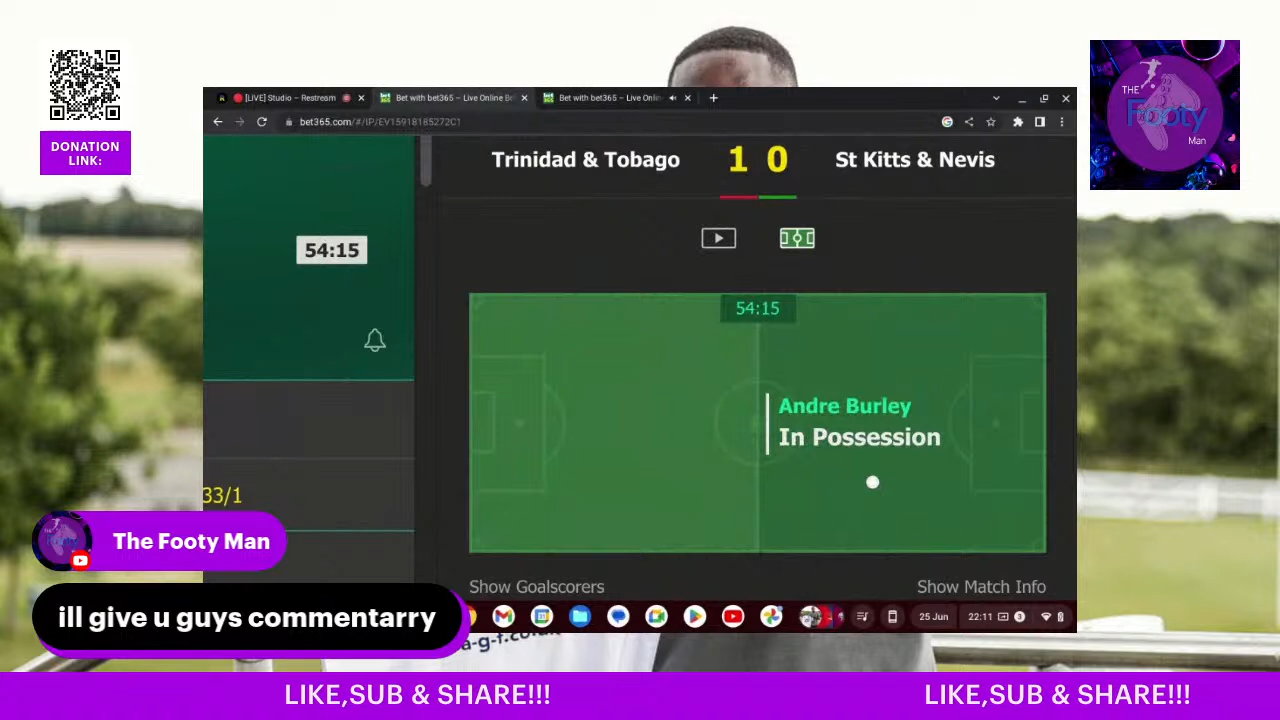 DONATION
LINK:
THE
Footy
Man
[LIVE] Studio – Restream
Bet with bet365 – Live Online Be
Bet with bet365 – Live Onlin
bet365.com/#/IP/EV15918185272C1
Trinidad & Tobago 1 0 St Kitts & Nevis
54:15
54:15
Andre Burley
In Possession
33/1
Show Goalscorers Show Match Info
The Footy Man
ill give u guys commentarry
25 Jun 22:11 3
LIKE,SUB & SHARE!!! LIKE,SUB & SHARE!!!